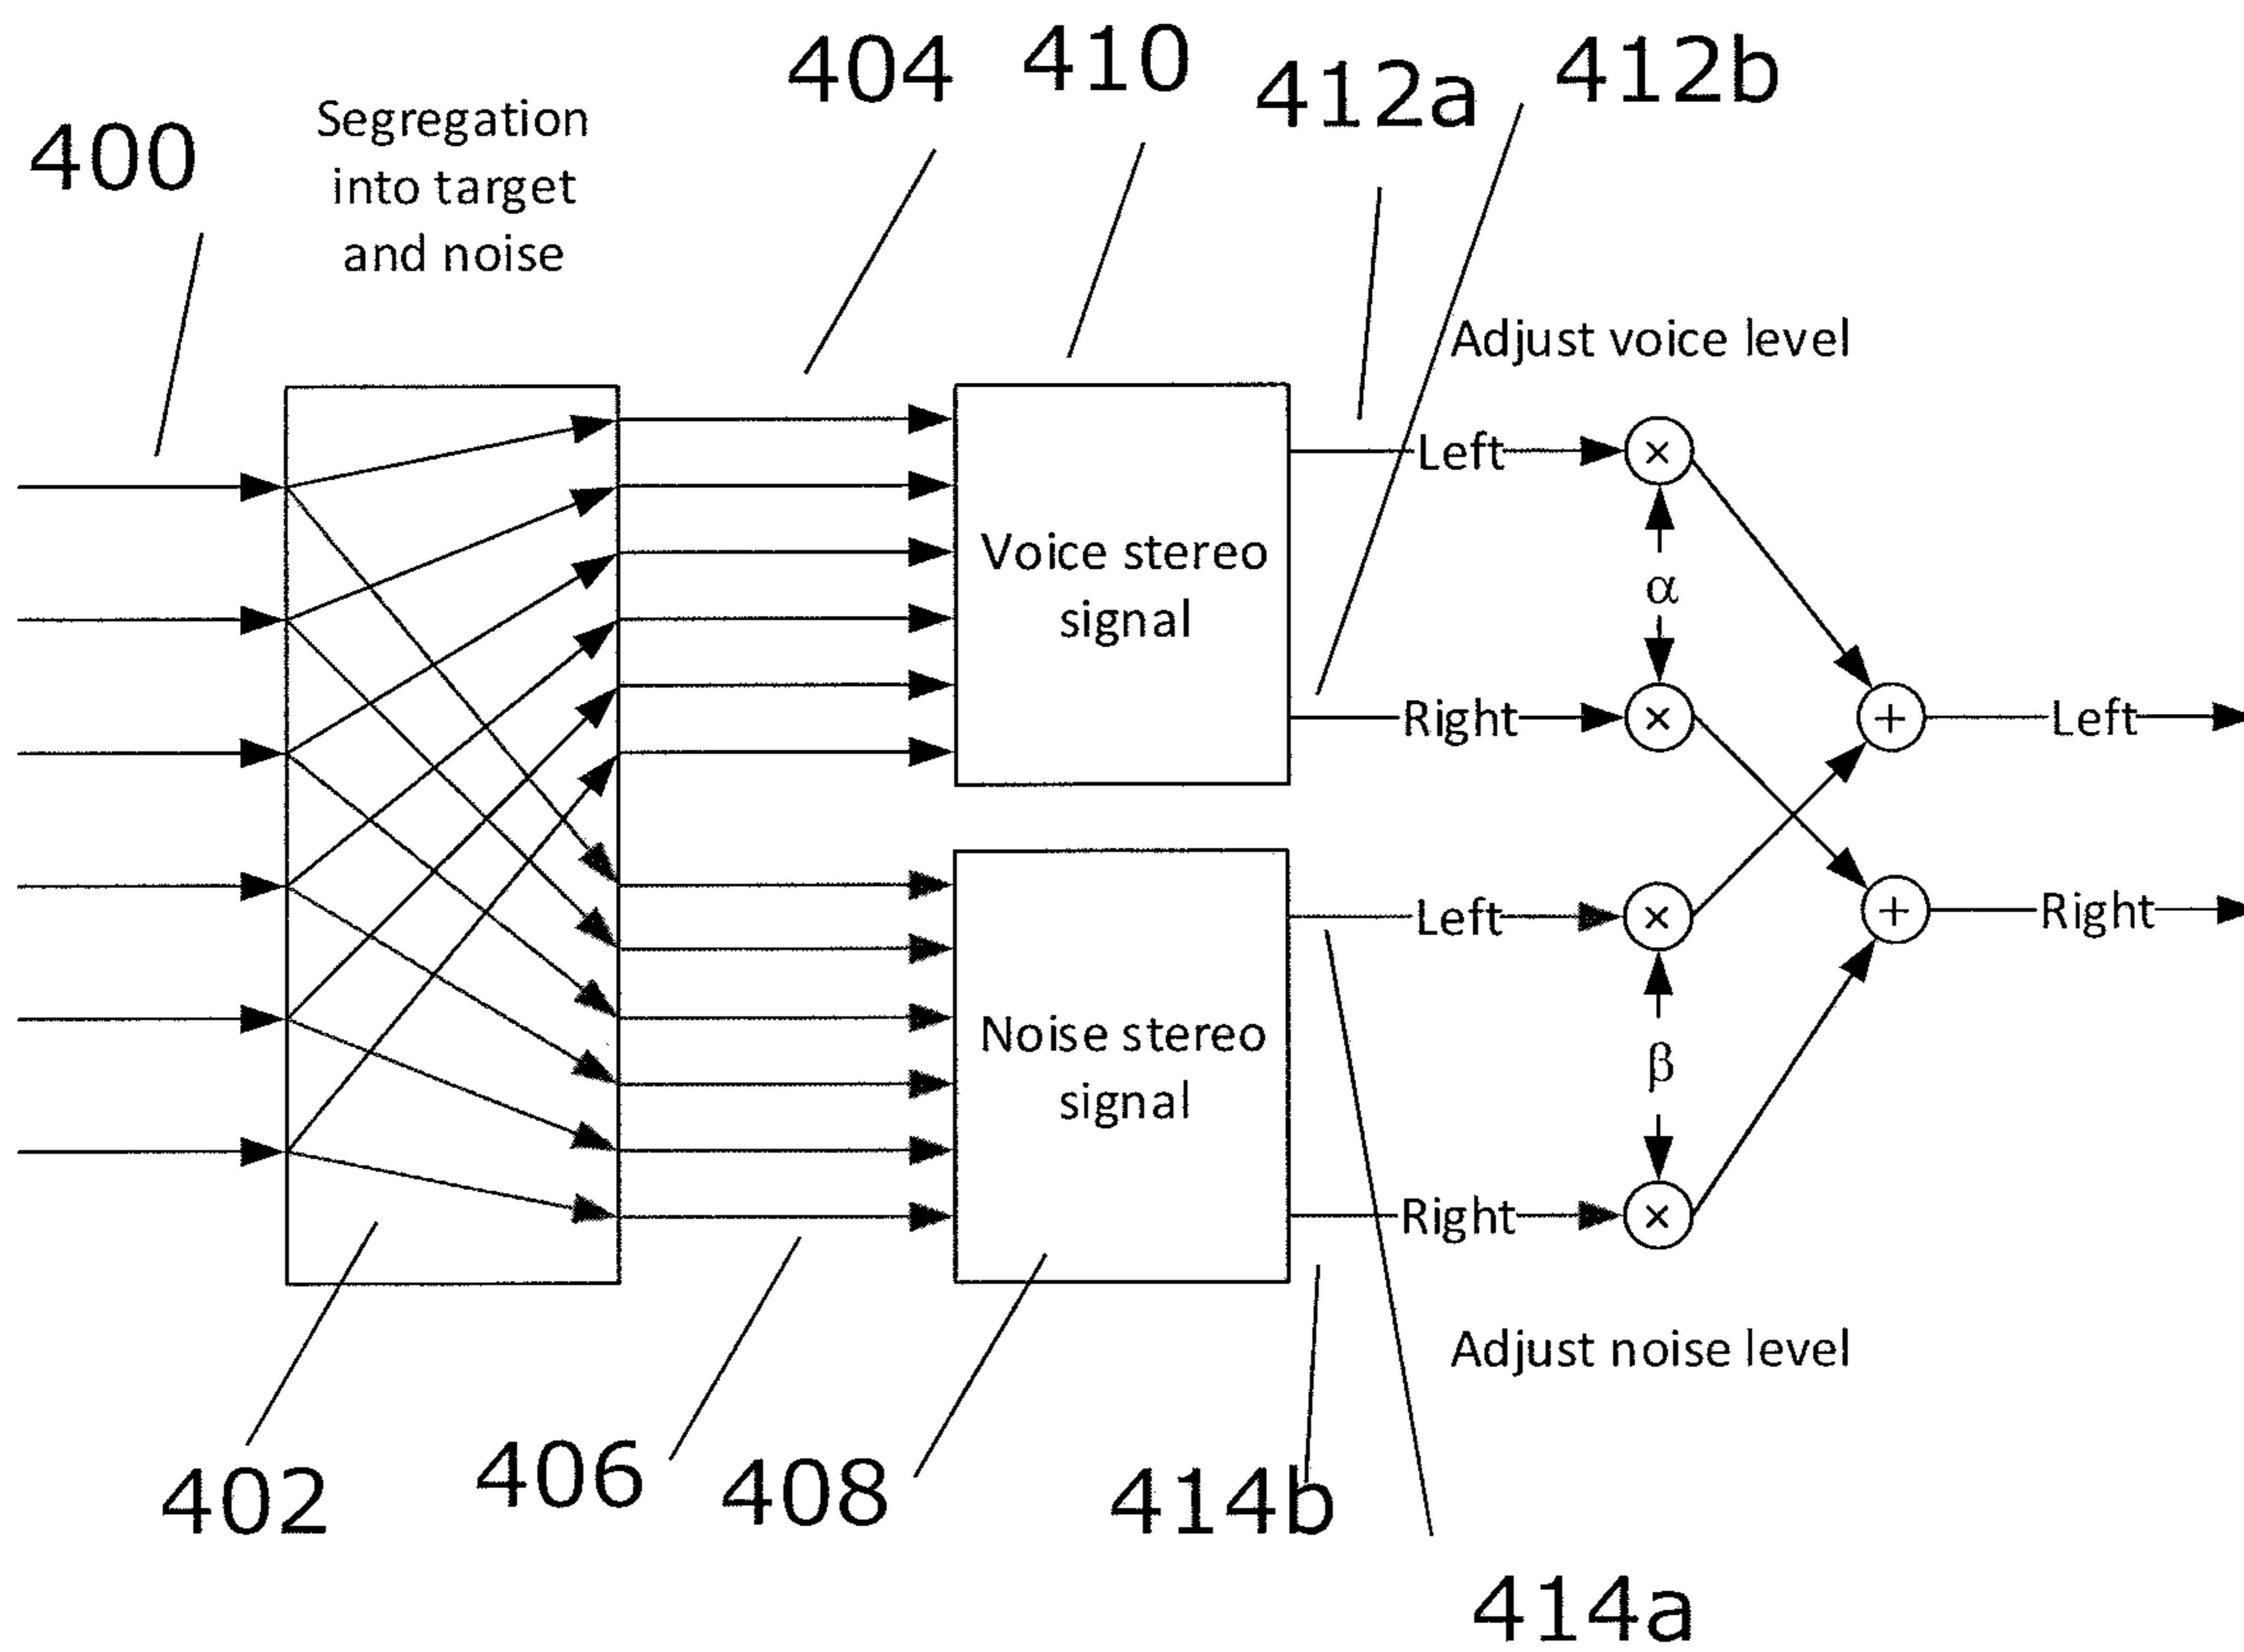 404
410
412a
412b
400
Segregation
into target
and noise
Adjust voice level
Left
×
Voice stereo
signal
α
Right
×
+
Left
Left
×
+
Right
Noise stereo
signal
β
Right
×
Adjust noise level
402
406
408
414b
414a